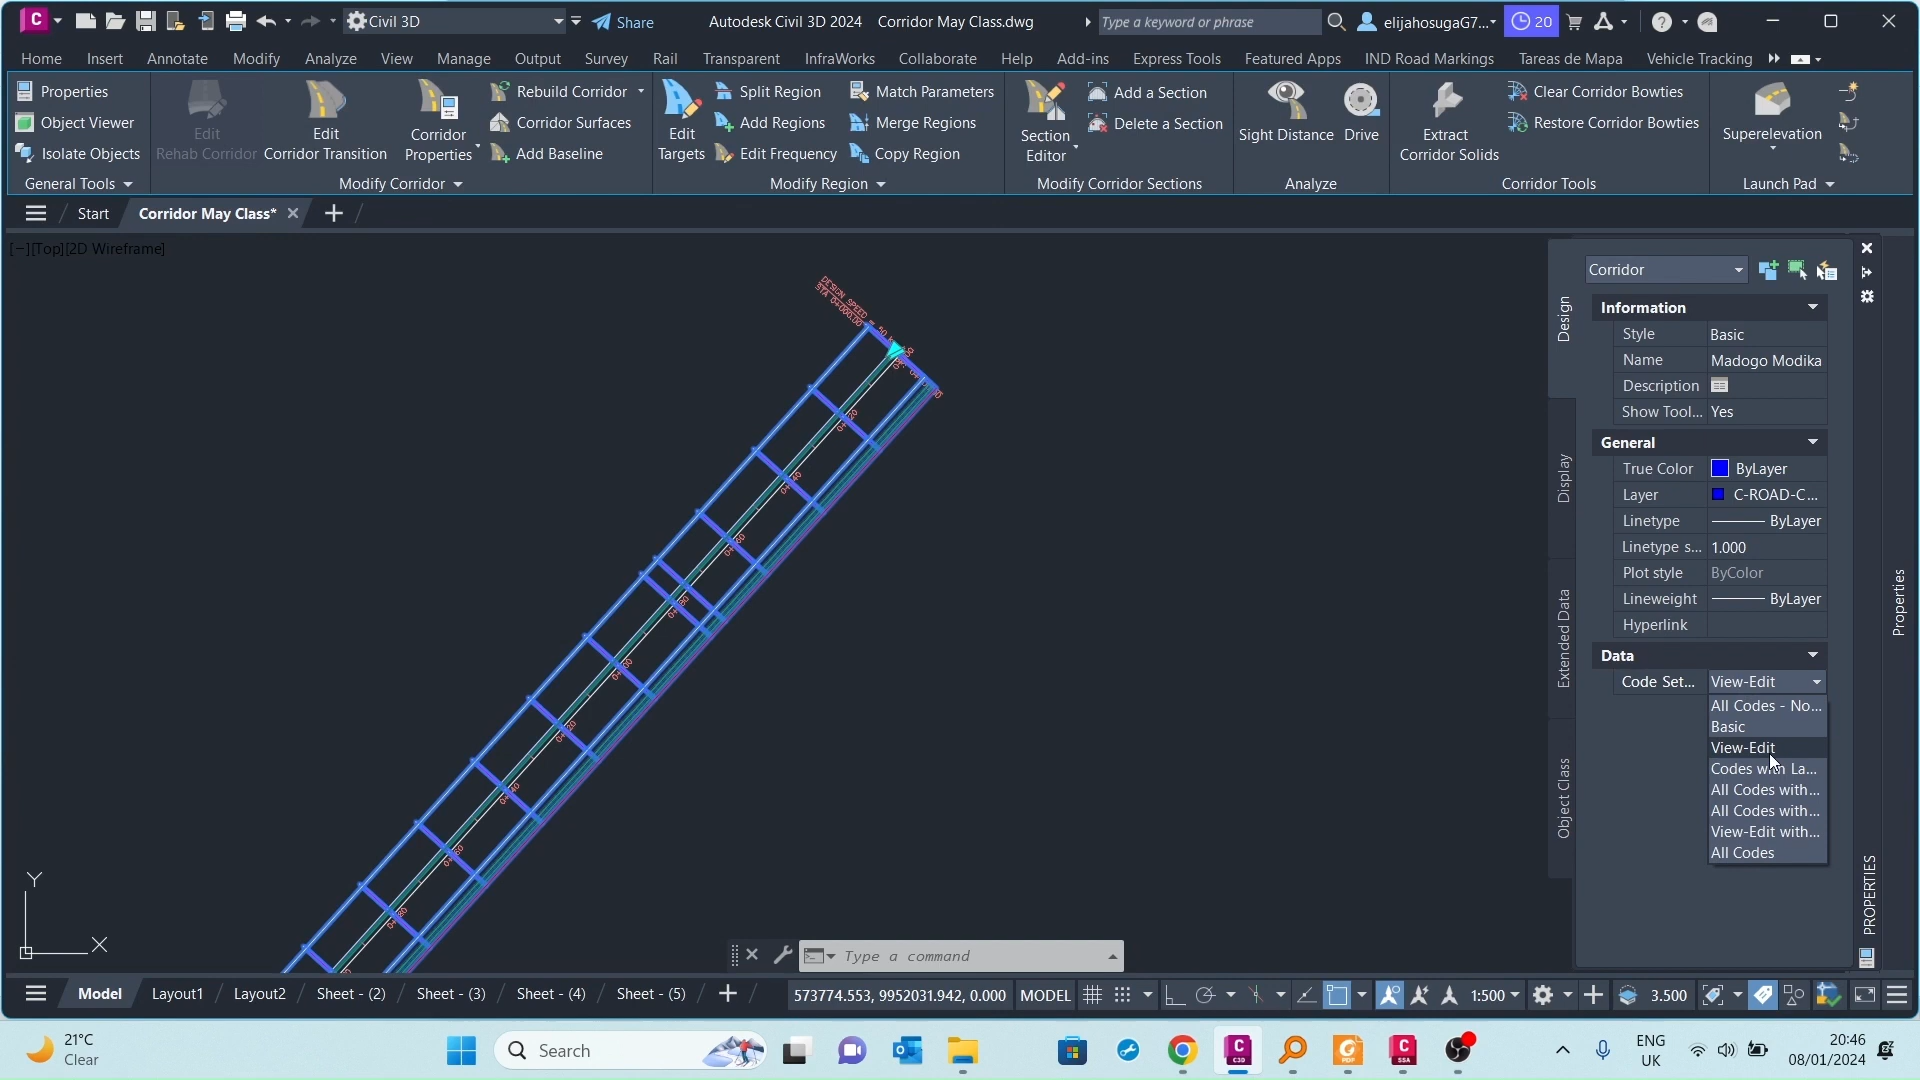 Civil 3D
Share
Autodesk Civil 3D 2024 Corridor May Class.dwg
Type a keyword or phrase
elijahosugaG7...
20
Home Insert Annotate Modify Analyze View Manage Output Survey Rail Transparent InfraWorks Collaborate Help Add-ins Express Tools Featured Apps IND Road Markings Tareas de Mapa Vehicle Tracking
Properties
Object Viewer
Isolate Objects
General Tools
Edit
Rehab Corridor
Edit
Corridor Transition
Corridor
Properties
Rebuild Corridor
Corridor Surfaces
Add Baseline
Modify Corridor
Edit
Targets
Split Region
Add Regions
Edit Frequency
Match Parameters
Merge Regions
Copy Region
Modify Region
Section
Editor
Add a Section
Delete a Section
Modify Corridor Sections
Sight Distance
Drive
Analyze
Extract
Corridor Solids
Clear Corridor Bowties
Restore Corridor Bowties
Corridor Tools
Superelevation
Launch Pad
Start
Corridor May Class*
[−][Top][2D Wireframe]
Corridor
Design
Display
Extended Data
Object Class
Information
Style Basic
Name Madogo Modika
Description
Show Tool... Yes
General
True Color ByLayer
Layer C-ROAD-C...
Linetype ByLayer
Linetype s... 1.000
Plot style ByColor
Lineweight ByLayer
Hyperlink
Data
Code Set... View-Edit
All Codes - No...
Basic
View-Edit
Codes with La...
All Codes with...
All Codes with...
View-Edit with...
All Codes
Properties
PROPERTIES
Y
X
Type a command
Model Layout1 Layout2 Sheet - (2) Sheet - (3) Sheet - (4) Sheet - (5)
573774.553, 9952031.942, 0.000 MODEL
1:500
3.500
21°C
Clear
Search
ENG
UK
20:46
08/01/2024